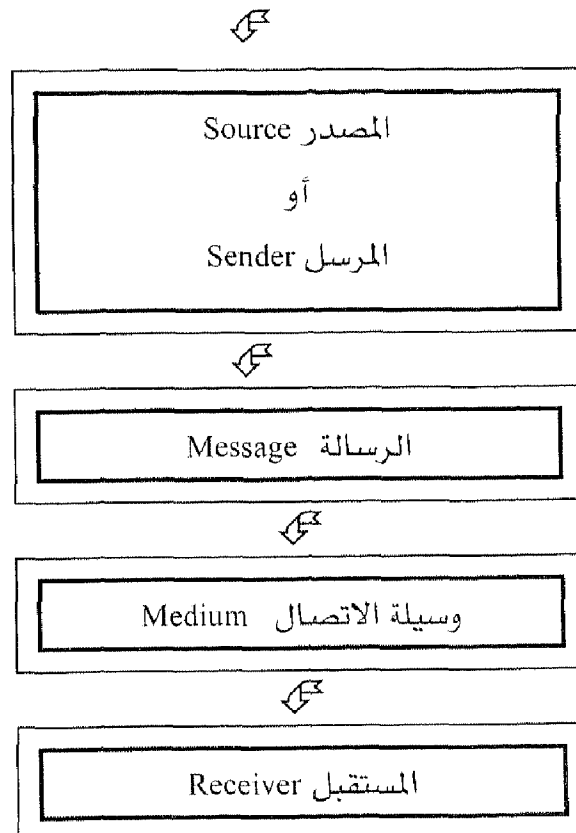 المصدر Source
أو
المرسل Sender
الرسالة Message
وسيلة الاتصال Medium
المستقبل Receiver